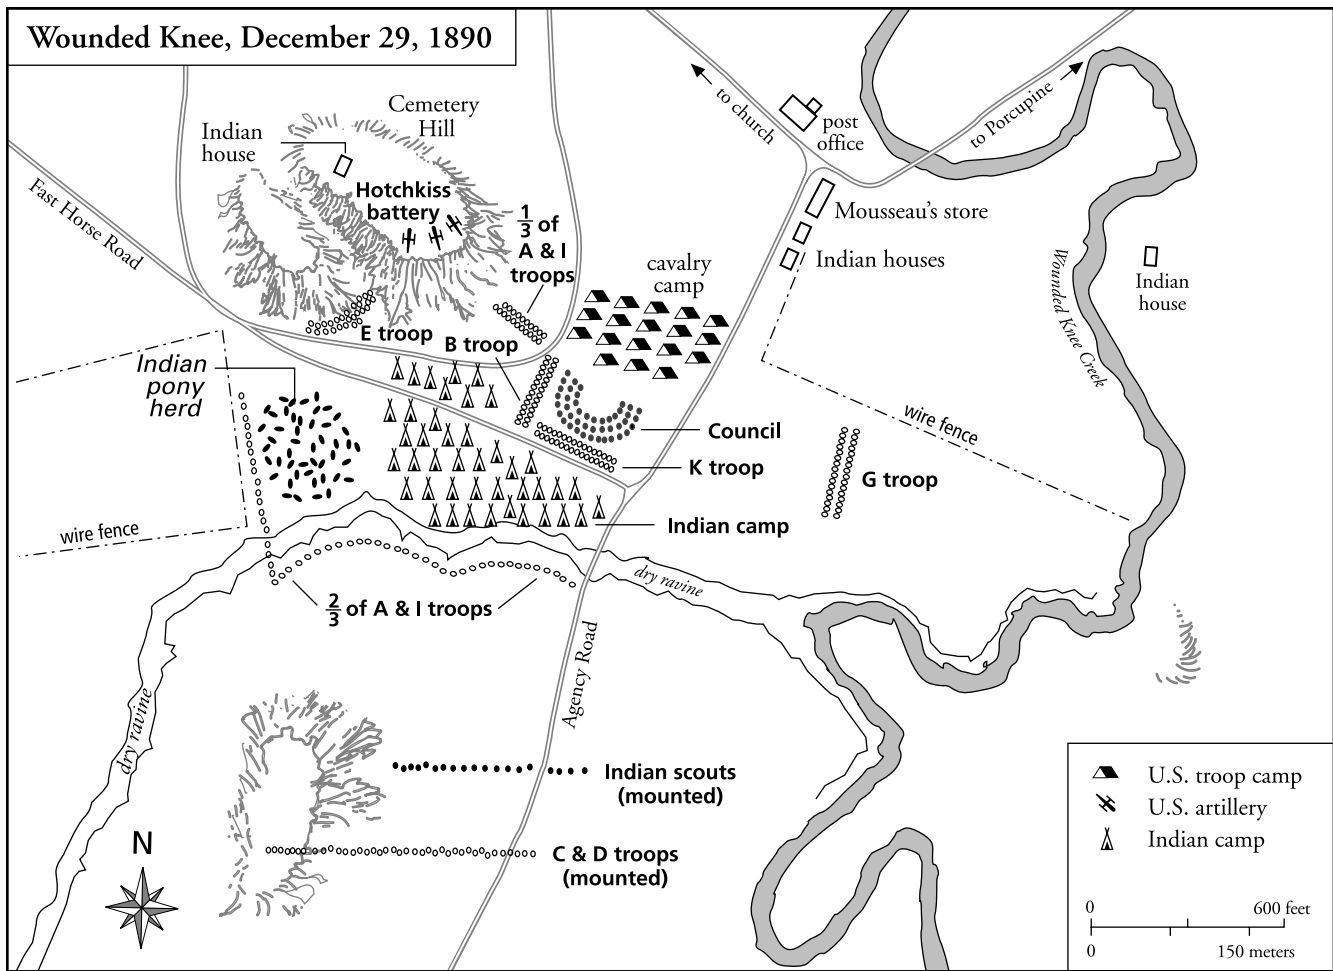 Wounded Knee, December 29, 1890
Cemetery
Hill
Indian
house
Hotchkiss
battery
1/3 of
A & I
troops
to church
post
office
to Porcupine
Fast Horse Road
Mousseau's store
Indian houses
cavalry
camp
Wounded Knee Creek
Indian
house
E troop
B troop
Indian
pony
herd
Council
wire fence
K troop
G troop
wire fence
Indian camp
dry ravine
2/3 of A & I troops
Agency Road
dry ravine
Indian scouts
(mounted)
C & D troops
(mounted)
N
U.S. troop camp
U.S. artillery
Indian camp
0 600 feet
0 150 meters